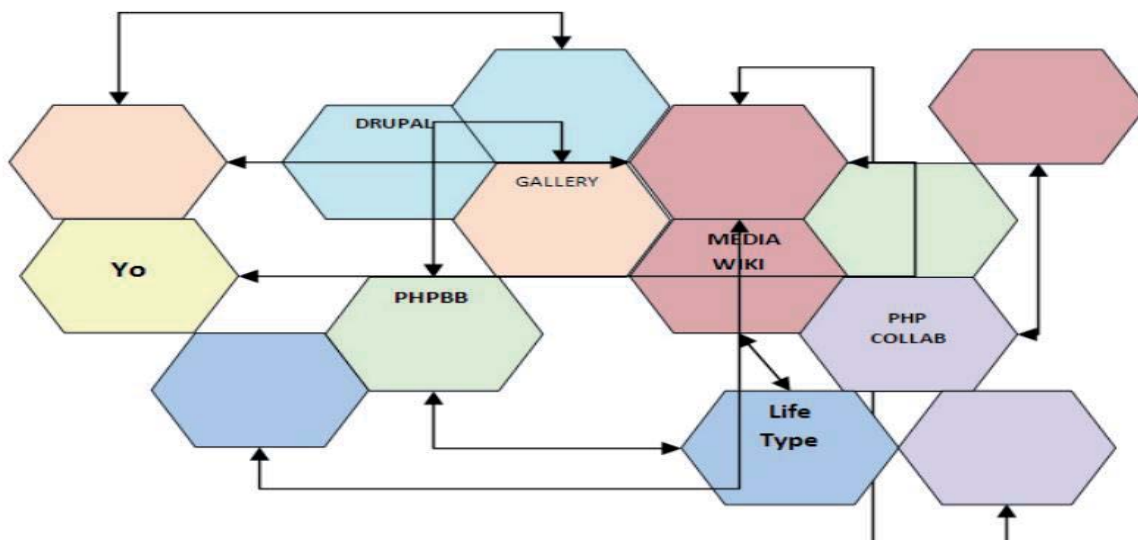 DRUPAL
GALLERY
MEDIA
WIKI
Yo
PHPBB
PHP
COLLAB
Life
Type